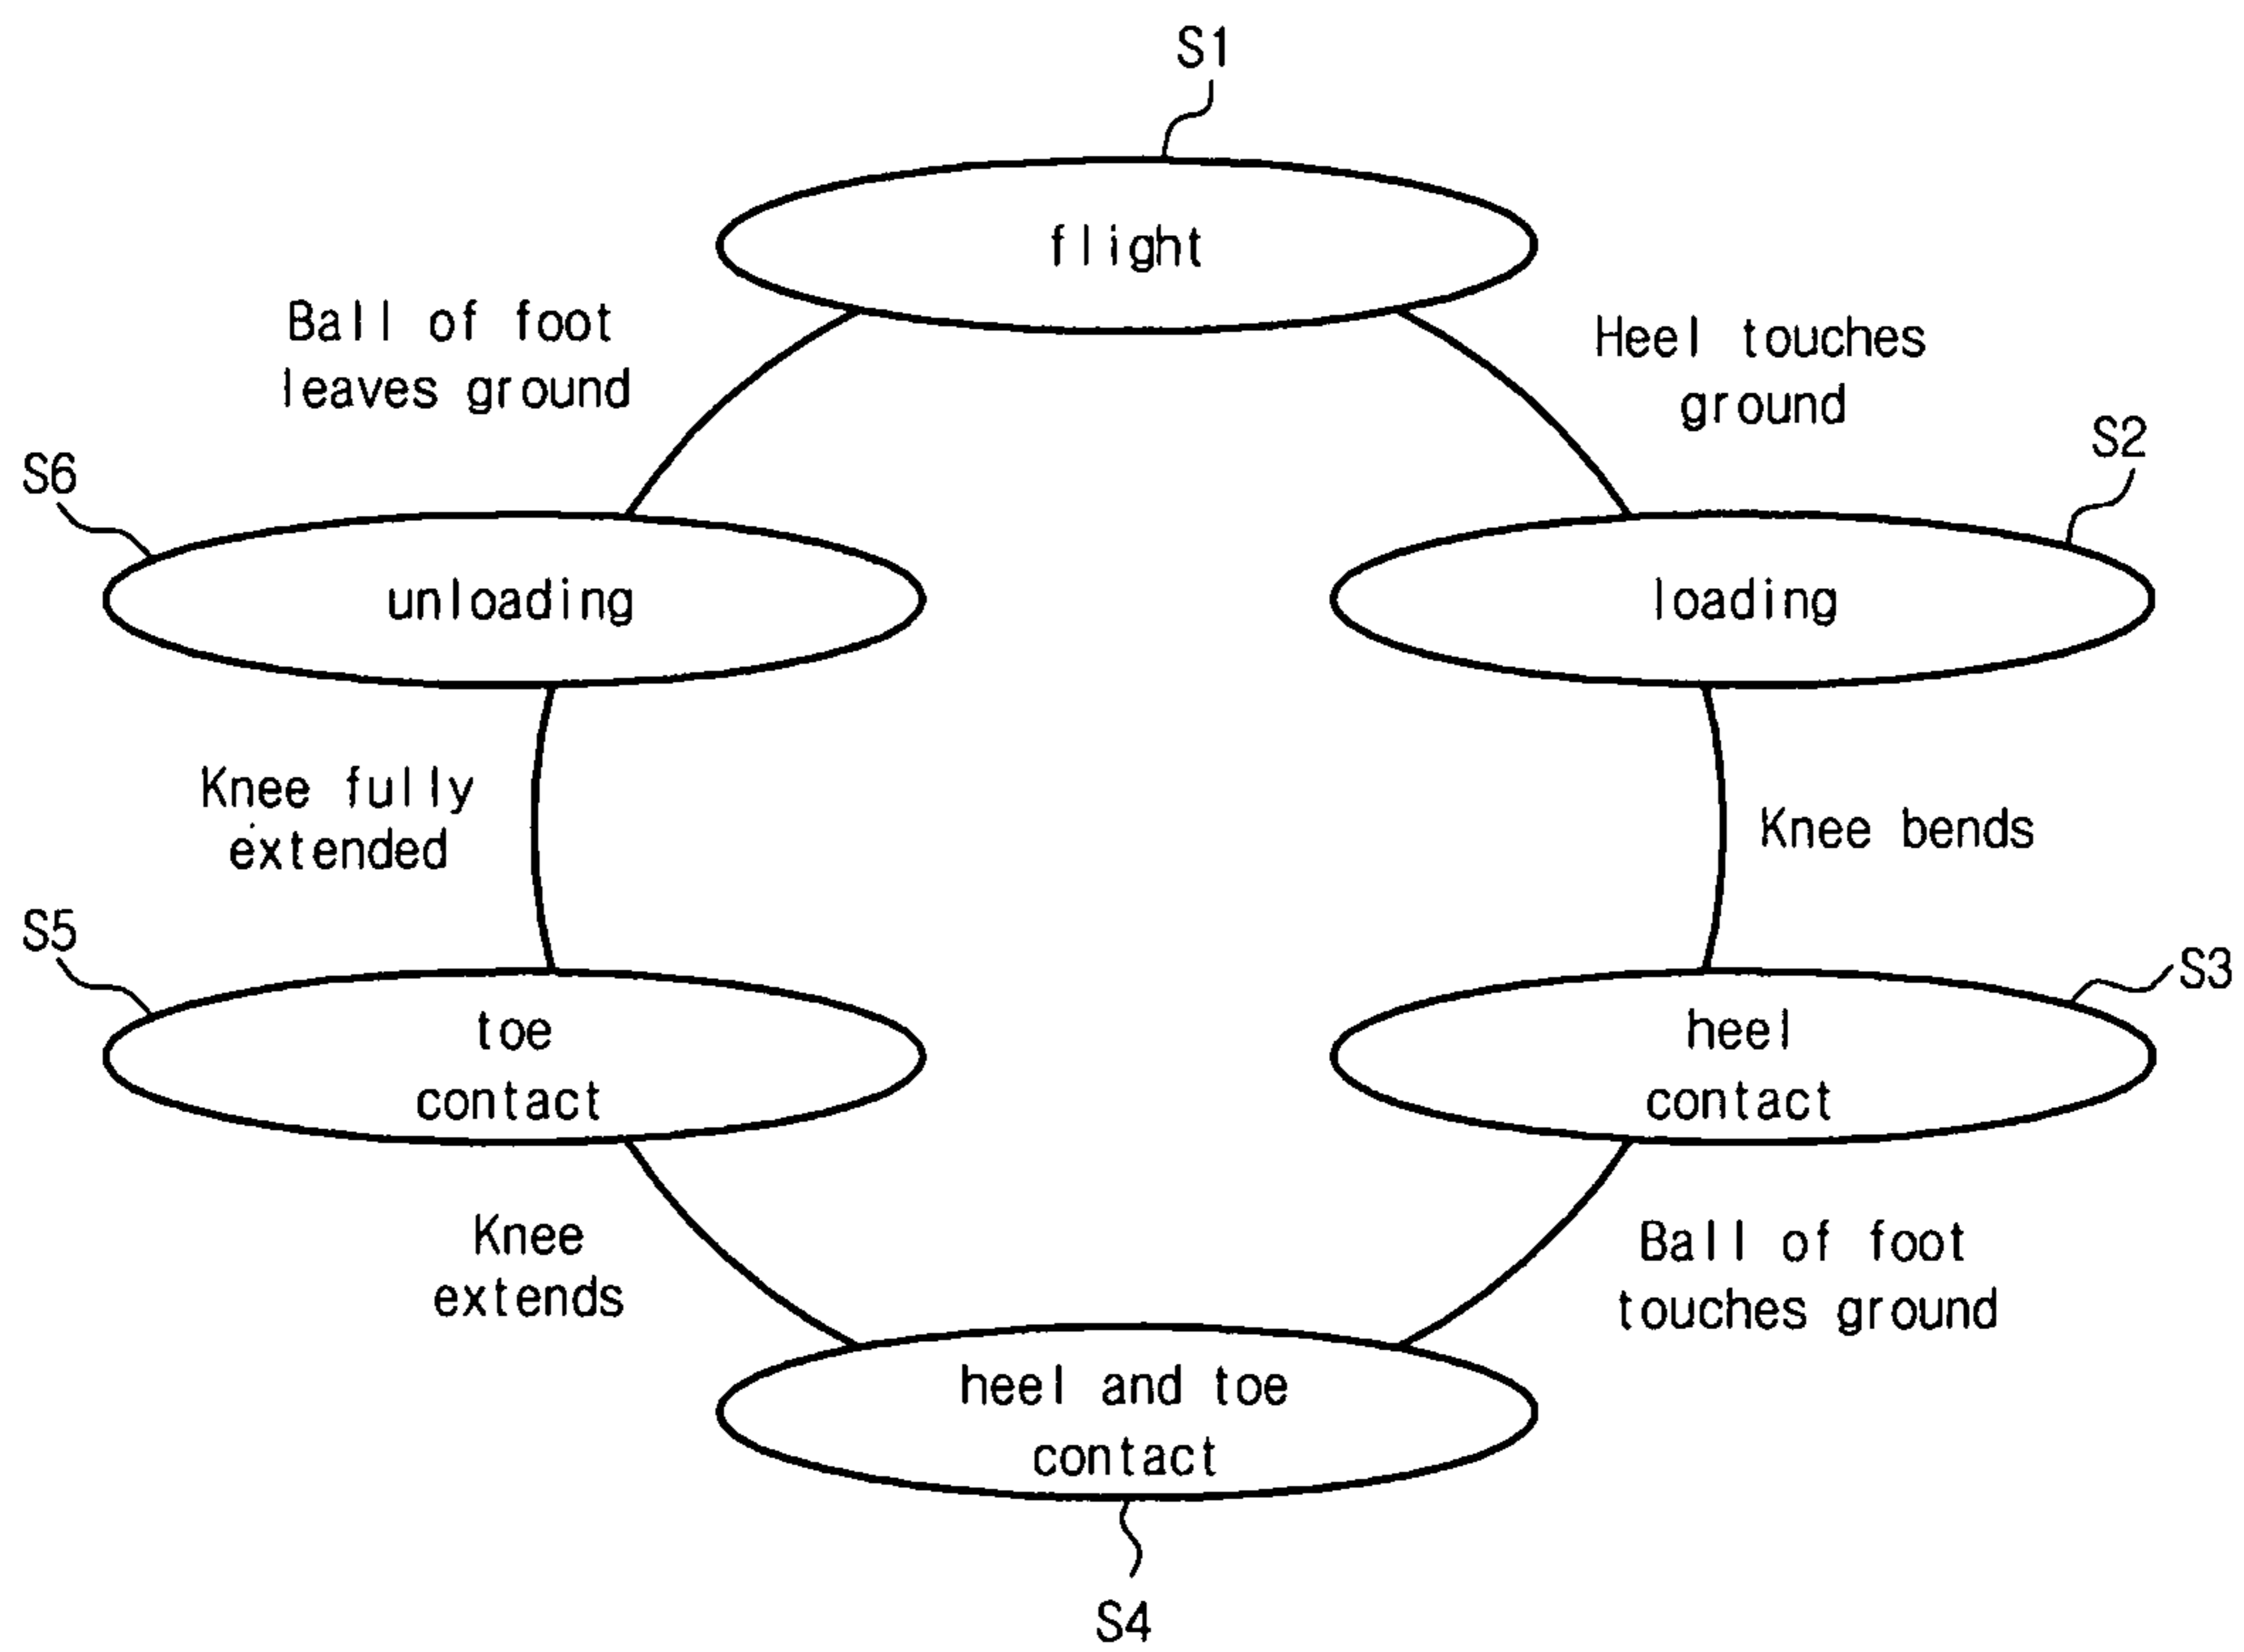 S1
flight
Ball of foot
leaves ground
Heel touches
ground
S6
S2
unloading
loading
Knee fully
extended
Knee bends
S5
S3
toe
contact
heel
contact
Knee
extends
Ball of foot
touches ground
heel and toe
contact
S4